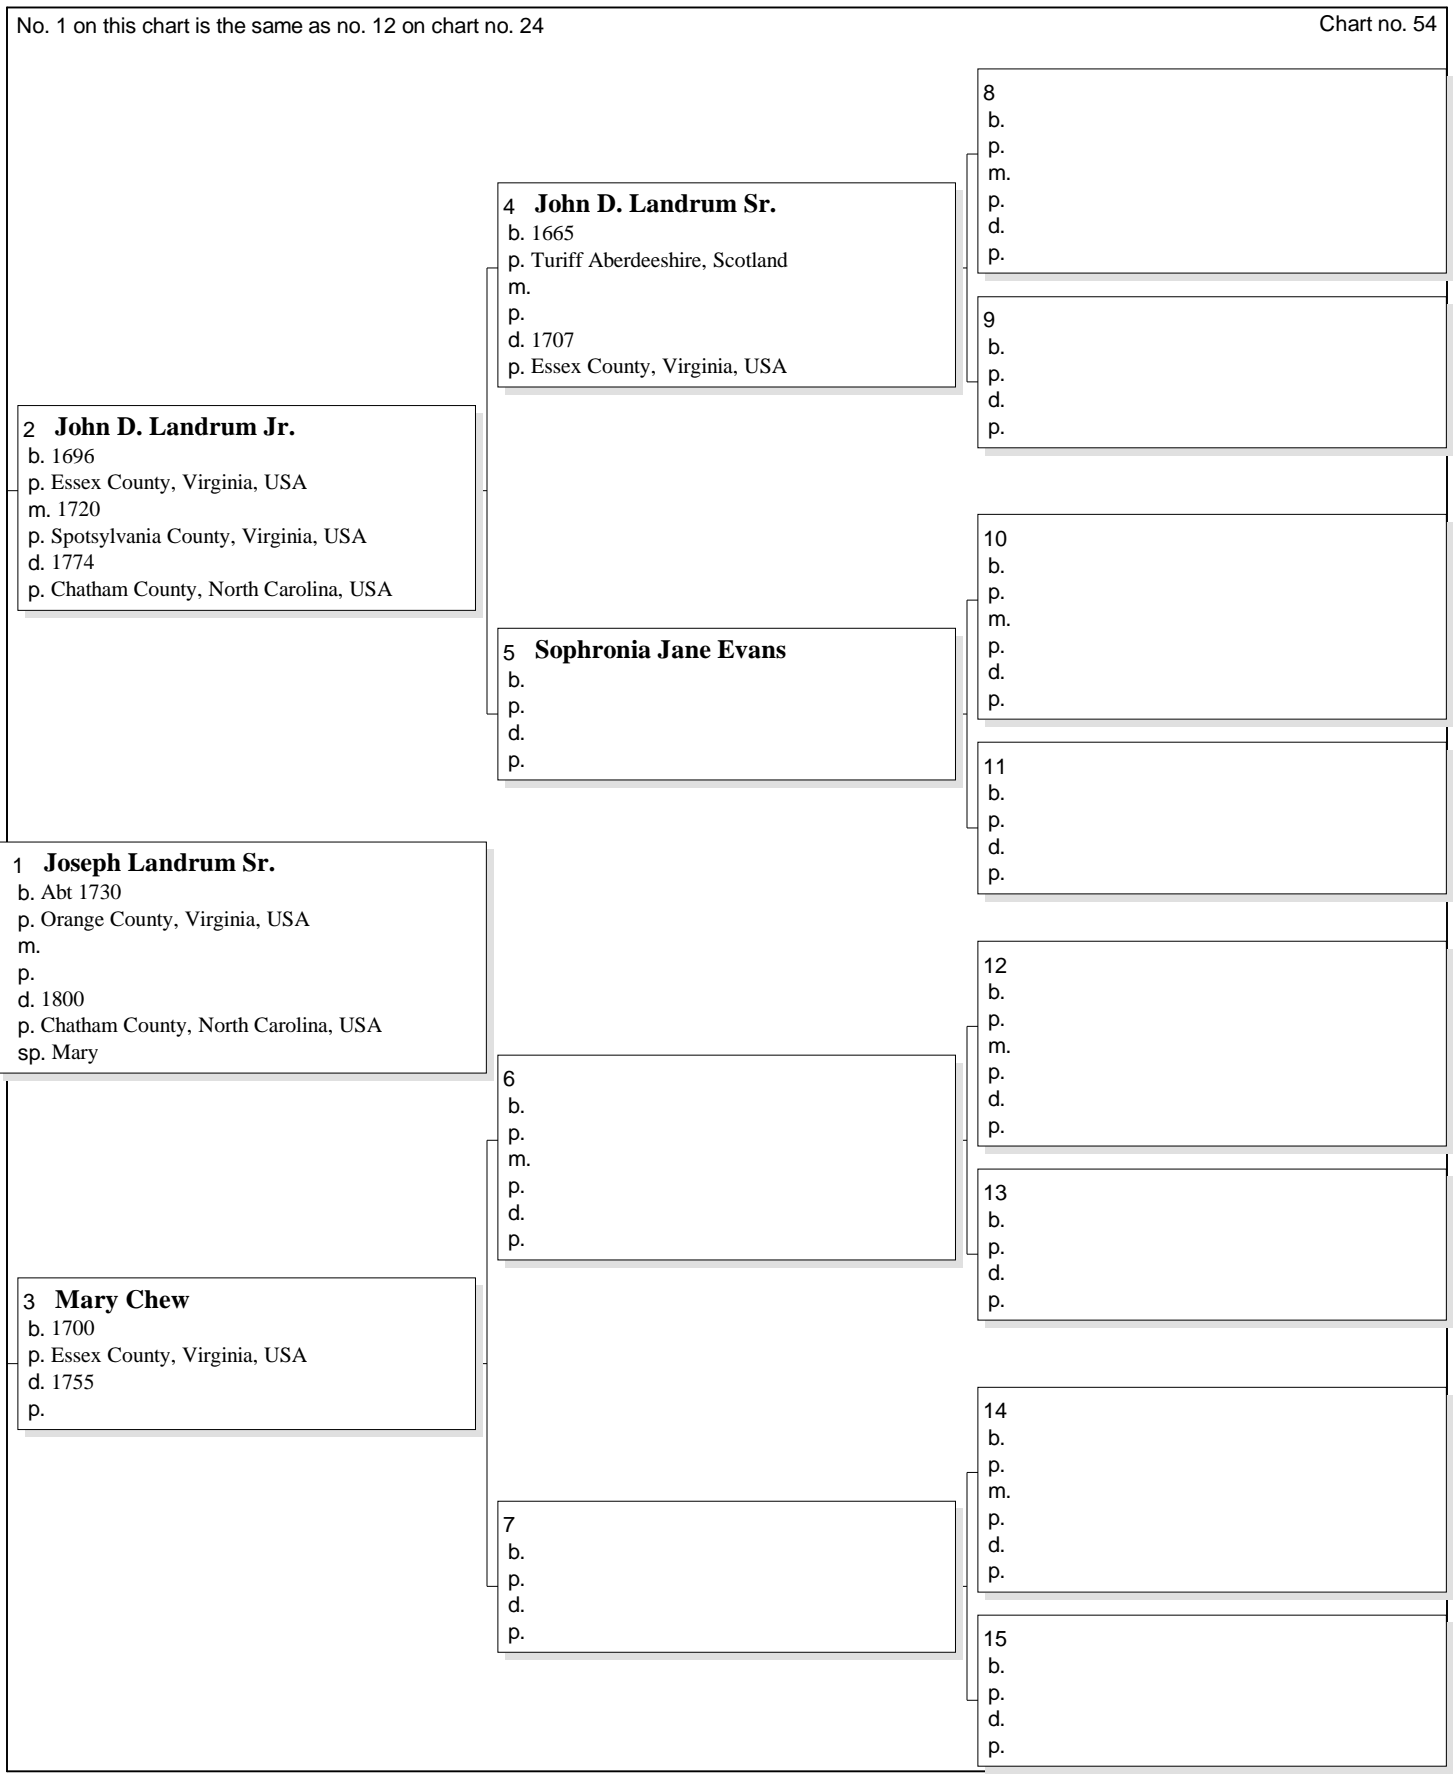 No. 1 on this chart is the same as no. 12 on chart no. 24
Chart no. 54
8
b.
p.
m.
p.
d.
p.
4 John D. Landrum Sr.
b. 1665
p. Turiff Aberdeeshire, Scotland
m.
p.
d. 1707
p. Essex County, Virginia, USA
9
b.
p.
d.
p.
2 John D. Landrum Jr.
b. 1696
p. Essex County, Virginia, USA
m. 1720
p. Spotsylvania County, Virginia, USA
d. 1774
p. Chatham County, North Carolina, USA
10
b.
p.
m.
p.
d.
p.
5 Sophronia Jane Evans
b.
p.
d.
p.
11
b.
p.
d.
p.
1 Joseph Landrum Sr.
b. Abt 1730
p. Orange County, Virginia, USA
m.
p.
d. 1800
p. Chatham County, North Carolina, USA
sp. Mary
12
b.
p.
m.
p.
d.
p.
6
b.
p.
m.
p.
d.
p.
13
b.
p.
d.
p.
3 Mary Chew
b. 1700
p. Essex County, Virginia, USA
d. 1755
p.
14
b.
p.
m.
p.
d.
p.
7
b.
p.
d.
p.
15
b.
p.
d.
p.